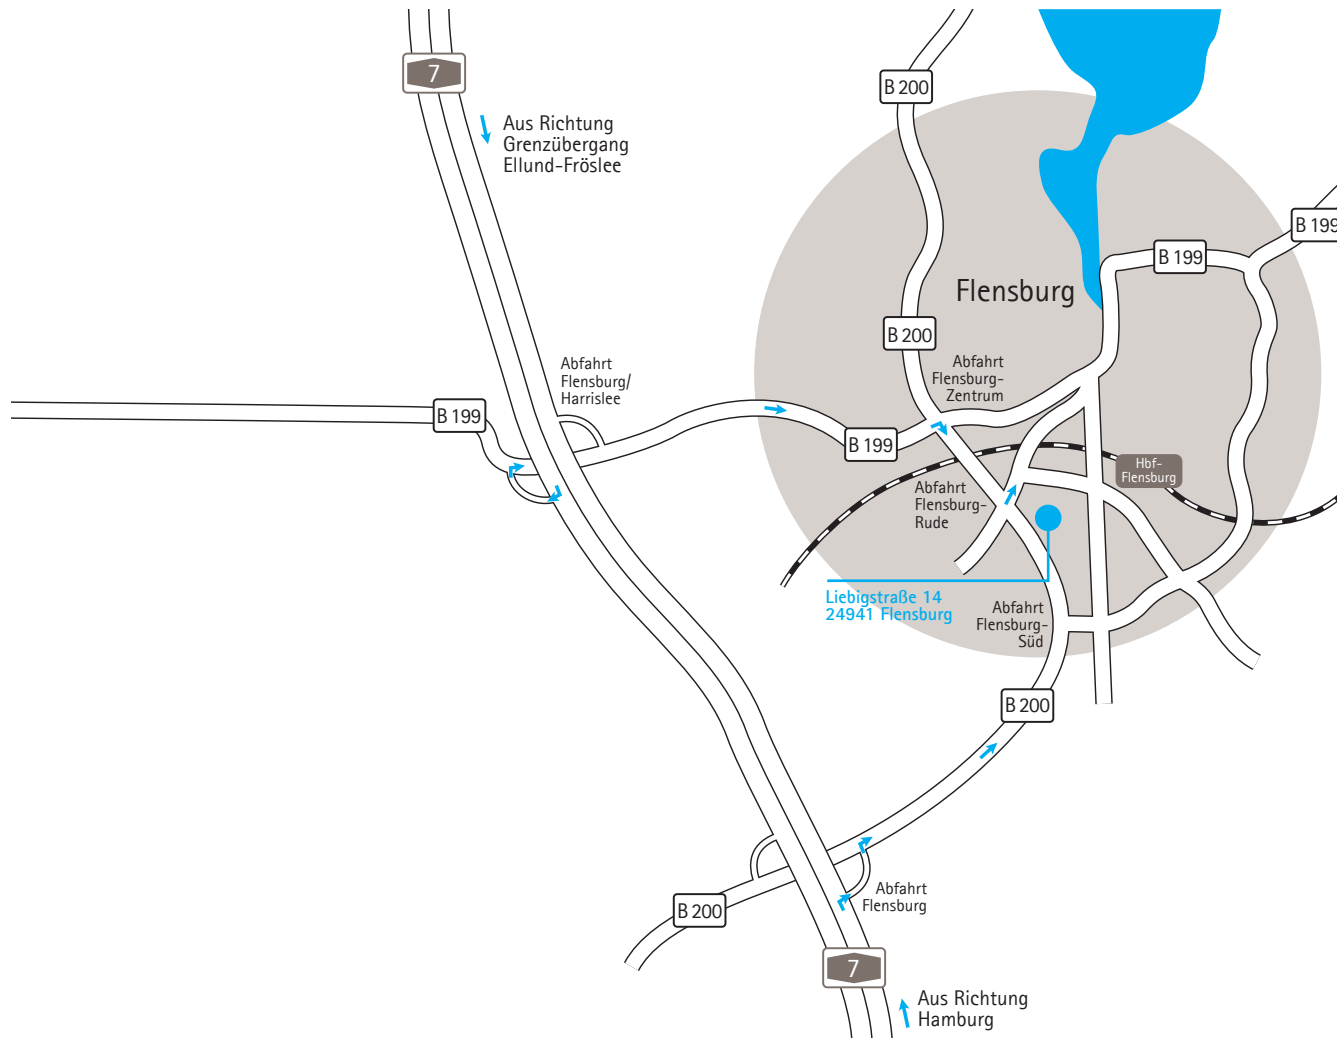 7
B 200
Aus Richtung
Grenzübergang
Ellund-Fröslee
B 199
B 199
Flensburg
B 200
Abfahrt
Flensburg/
Harrislee
Abfahrt
Flensburg-
Zentrum
B 199
B 199
Hbf-
Flensburg
Abfahrt
Flensburg-
Rude
Liebigstraße 14
24941 Flensburg
Abfahrt
Flensburg-
Süd
B 200
Abfahrt
Flensburg
B 200
7
Aus Richtung
Hamburg